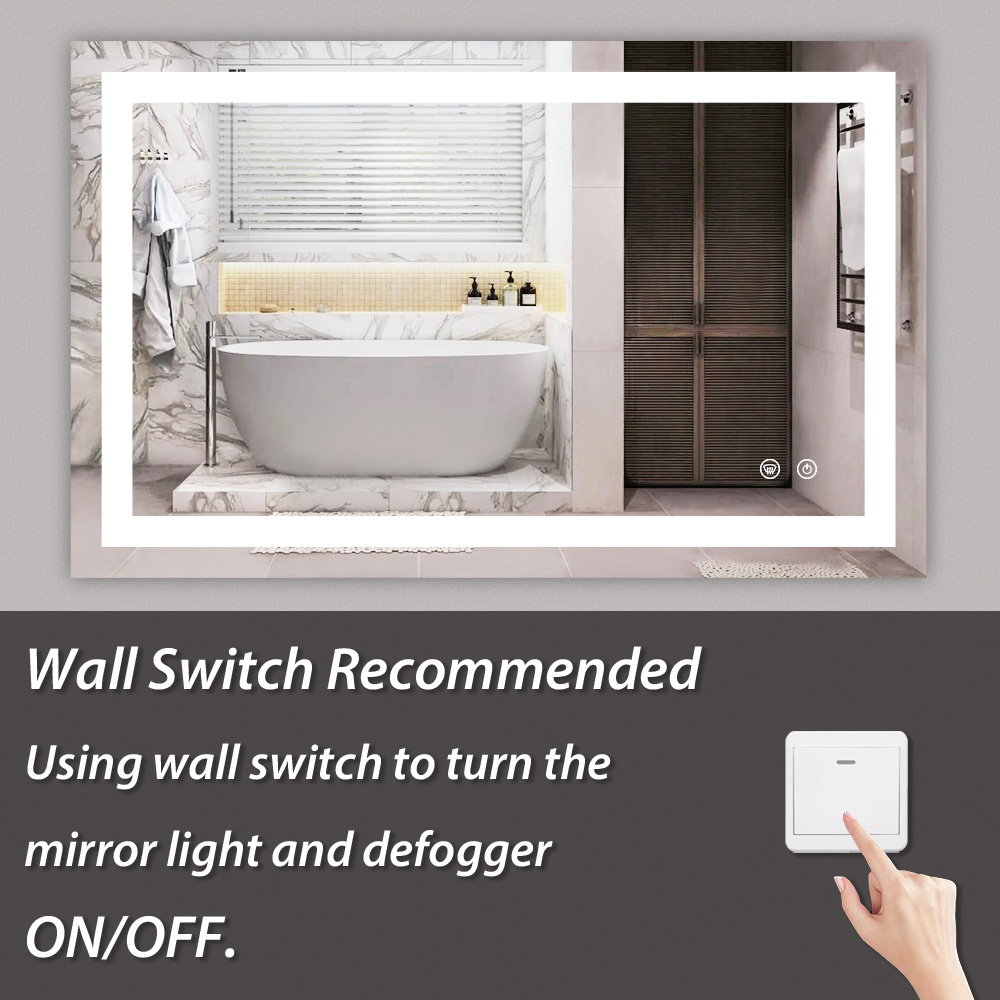 Wall Switch Recommended
Using wall switch to turn the
mirror light and defogger
ON/OFF.